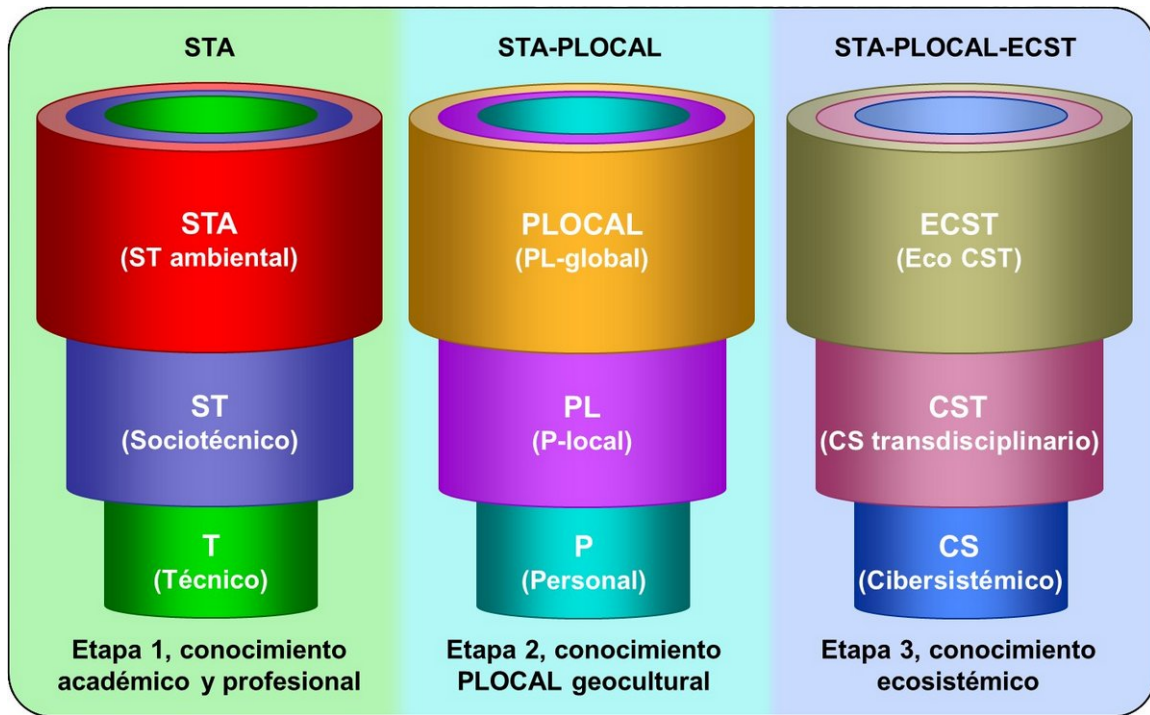 STA
STA
(ST ambiental)
ST
(Sociotécnico)
T
(Técnico)
Etapa 1, conocimiento
académico y profesional
STA-PLOCAL
PLOCAL
(PL-global)
PL
(P-local)
P
(Personal)
Etapa 2, conocimiento
PLOCAL geocultural
STA-PLOCAL-ECST
ECST
(Eco CST)
CST
(CS transdisciplinario)
CS
(Cibersistémico)
Etapa 3, conocimiento
ecosistémico